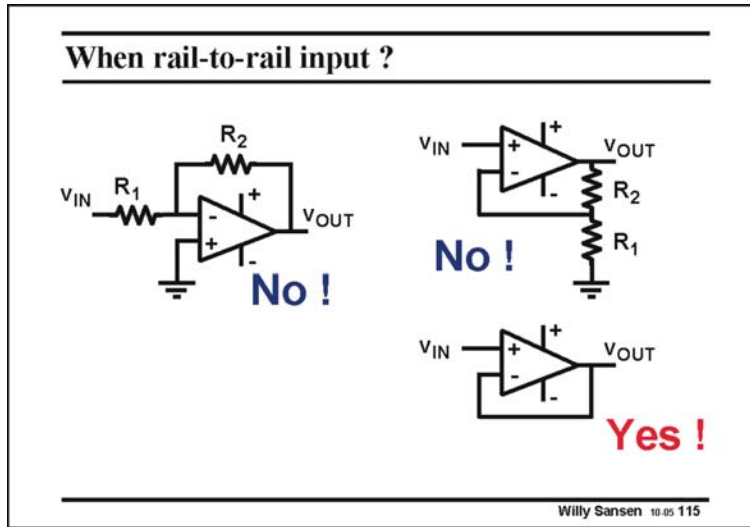 When rail-to-rail input ?
R2
VIN
R1
-
+
+
-
VOUT
No !
VIN
+
-
+
-
VOUT
R2
R1
No !
VIN
+
-
+
-
VOUT
Yes !
Willy Sansen 10-05 115